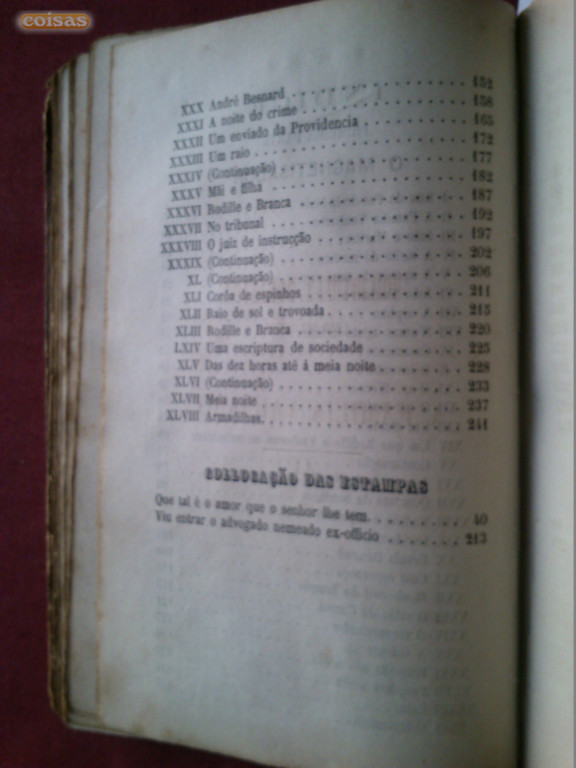 coisas
XXX André Besnard . . . . . . . . . . . . . . 152
XXXI A noite do crime . . . . . . . . . . . . . 158
XXXII Um enviado da Providencia . . . . . . . . . . 165
XXXIII Um raio . . . . . . . . . . . . . . . . 172
XXXIV (Continuação) . . . . . . . . . . . . . . 177
XXXV Mãi e filha . . . . . . . . . . . . . . . 182
XXXVI Rodille e Branca . . . . . . . . . . . . . 187
XXXVII No tribunal . . . . . . . . . . . . . . . 192
XXXVIII O juiz de instrucção . . . . . . . . . . . . 197
XXXIX (Continuação) . . . . . . . . . . . . . . 202
XL (Continuação) . . . . . . . . . . . . . . 206
XLI Corôa de espinhos . . . . . . . . . . . . . 211
XLII Raio de sol e trovoada . . . . . . . . . . . 215
XLIII Rodille e Branca . . . . . . . . . . . . . 220
LXIV Uma escriptura de sociedade . . . . . . . . . 225
XLV Das dez horas até á meia noite . . . . . . . . 228
XLVI (Continuação) . . . . . . . . . . . . . . 233
XLVII Meia noite . . . . . . . . . . . . . . . 237
XLVIII Armadilhas. . . . . . . . . . . . . . . . 241
COLLOCAÇÃO DAS ESTAMPAS
Que tal é o amor que o senhor lhe tem. . . . . . . . . 40
Viu entrar o advogado nomeado ex-officio . . . . . . . . 213